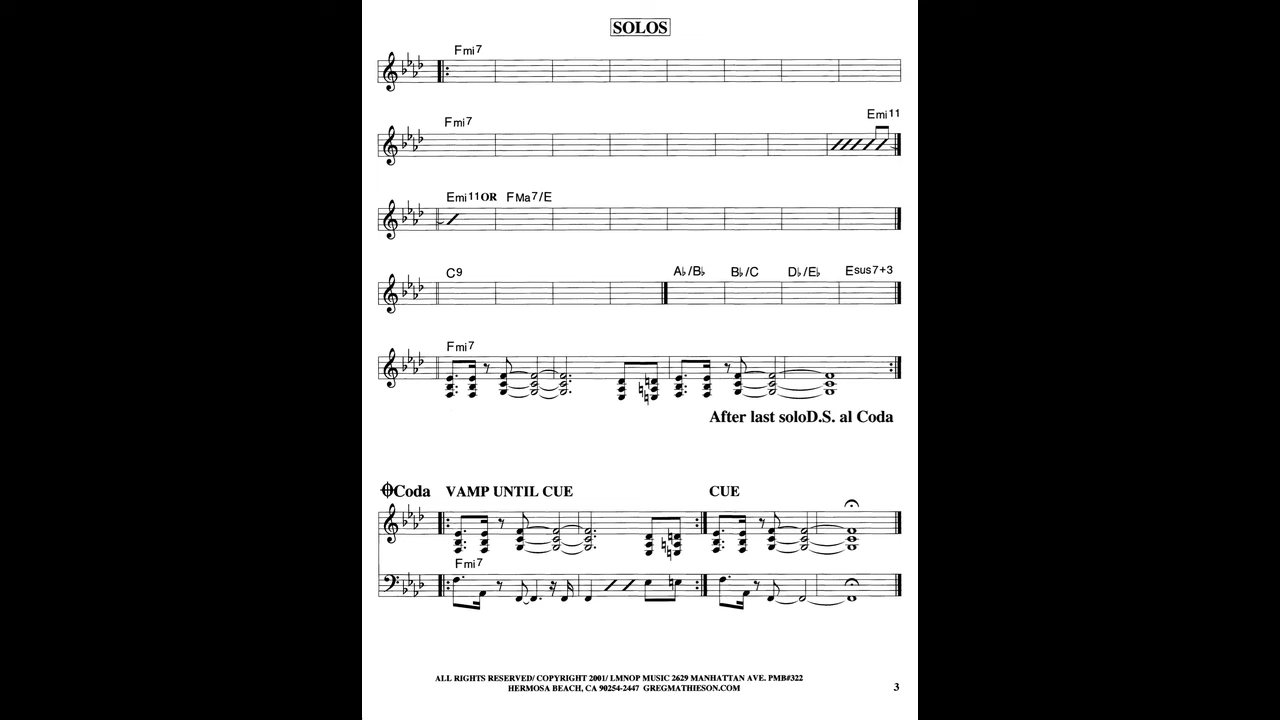 SOLOS
Fmi7
Fmi7 Emi11
Emi11OR FMa7/E
C9 A♭/B♭ B♭/C D♭/E♭ Esus7+3
Fmi7
After last soloD.S. al Coda
Coda VAMP UNTIL CUE CUE
Fmi7
ALL RIGHTS RESERVED/ COPYRIGHT 2001/ LMNOP MUSIC 2629 MANHATTAN AVE. PMB#322
HERMOSA BEACH, CA 90254-2447 GREGMATHIESON.COM
3